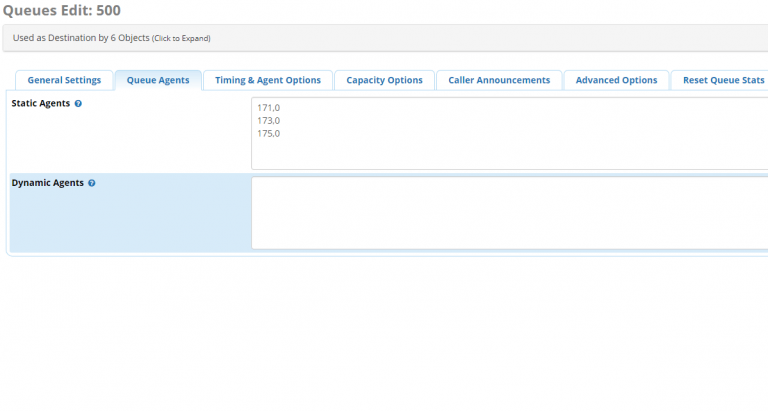 Queues Edit: 500
Used as Destination by 6 Objects (Click to Expand)
General Settings Queue Agents Timing & Agent Options Capacity Options Caller Announcements Advanced Options Reset Queue Stats
Static Agents ?
171,0
173,0
175,0
Dynamic Agents ?